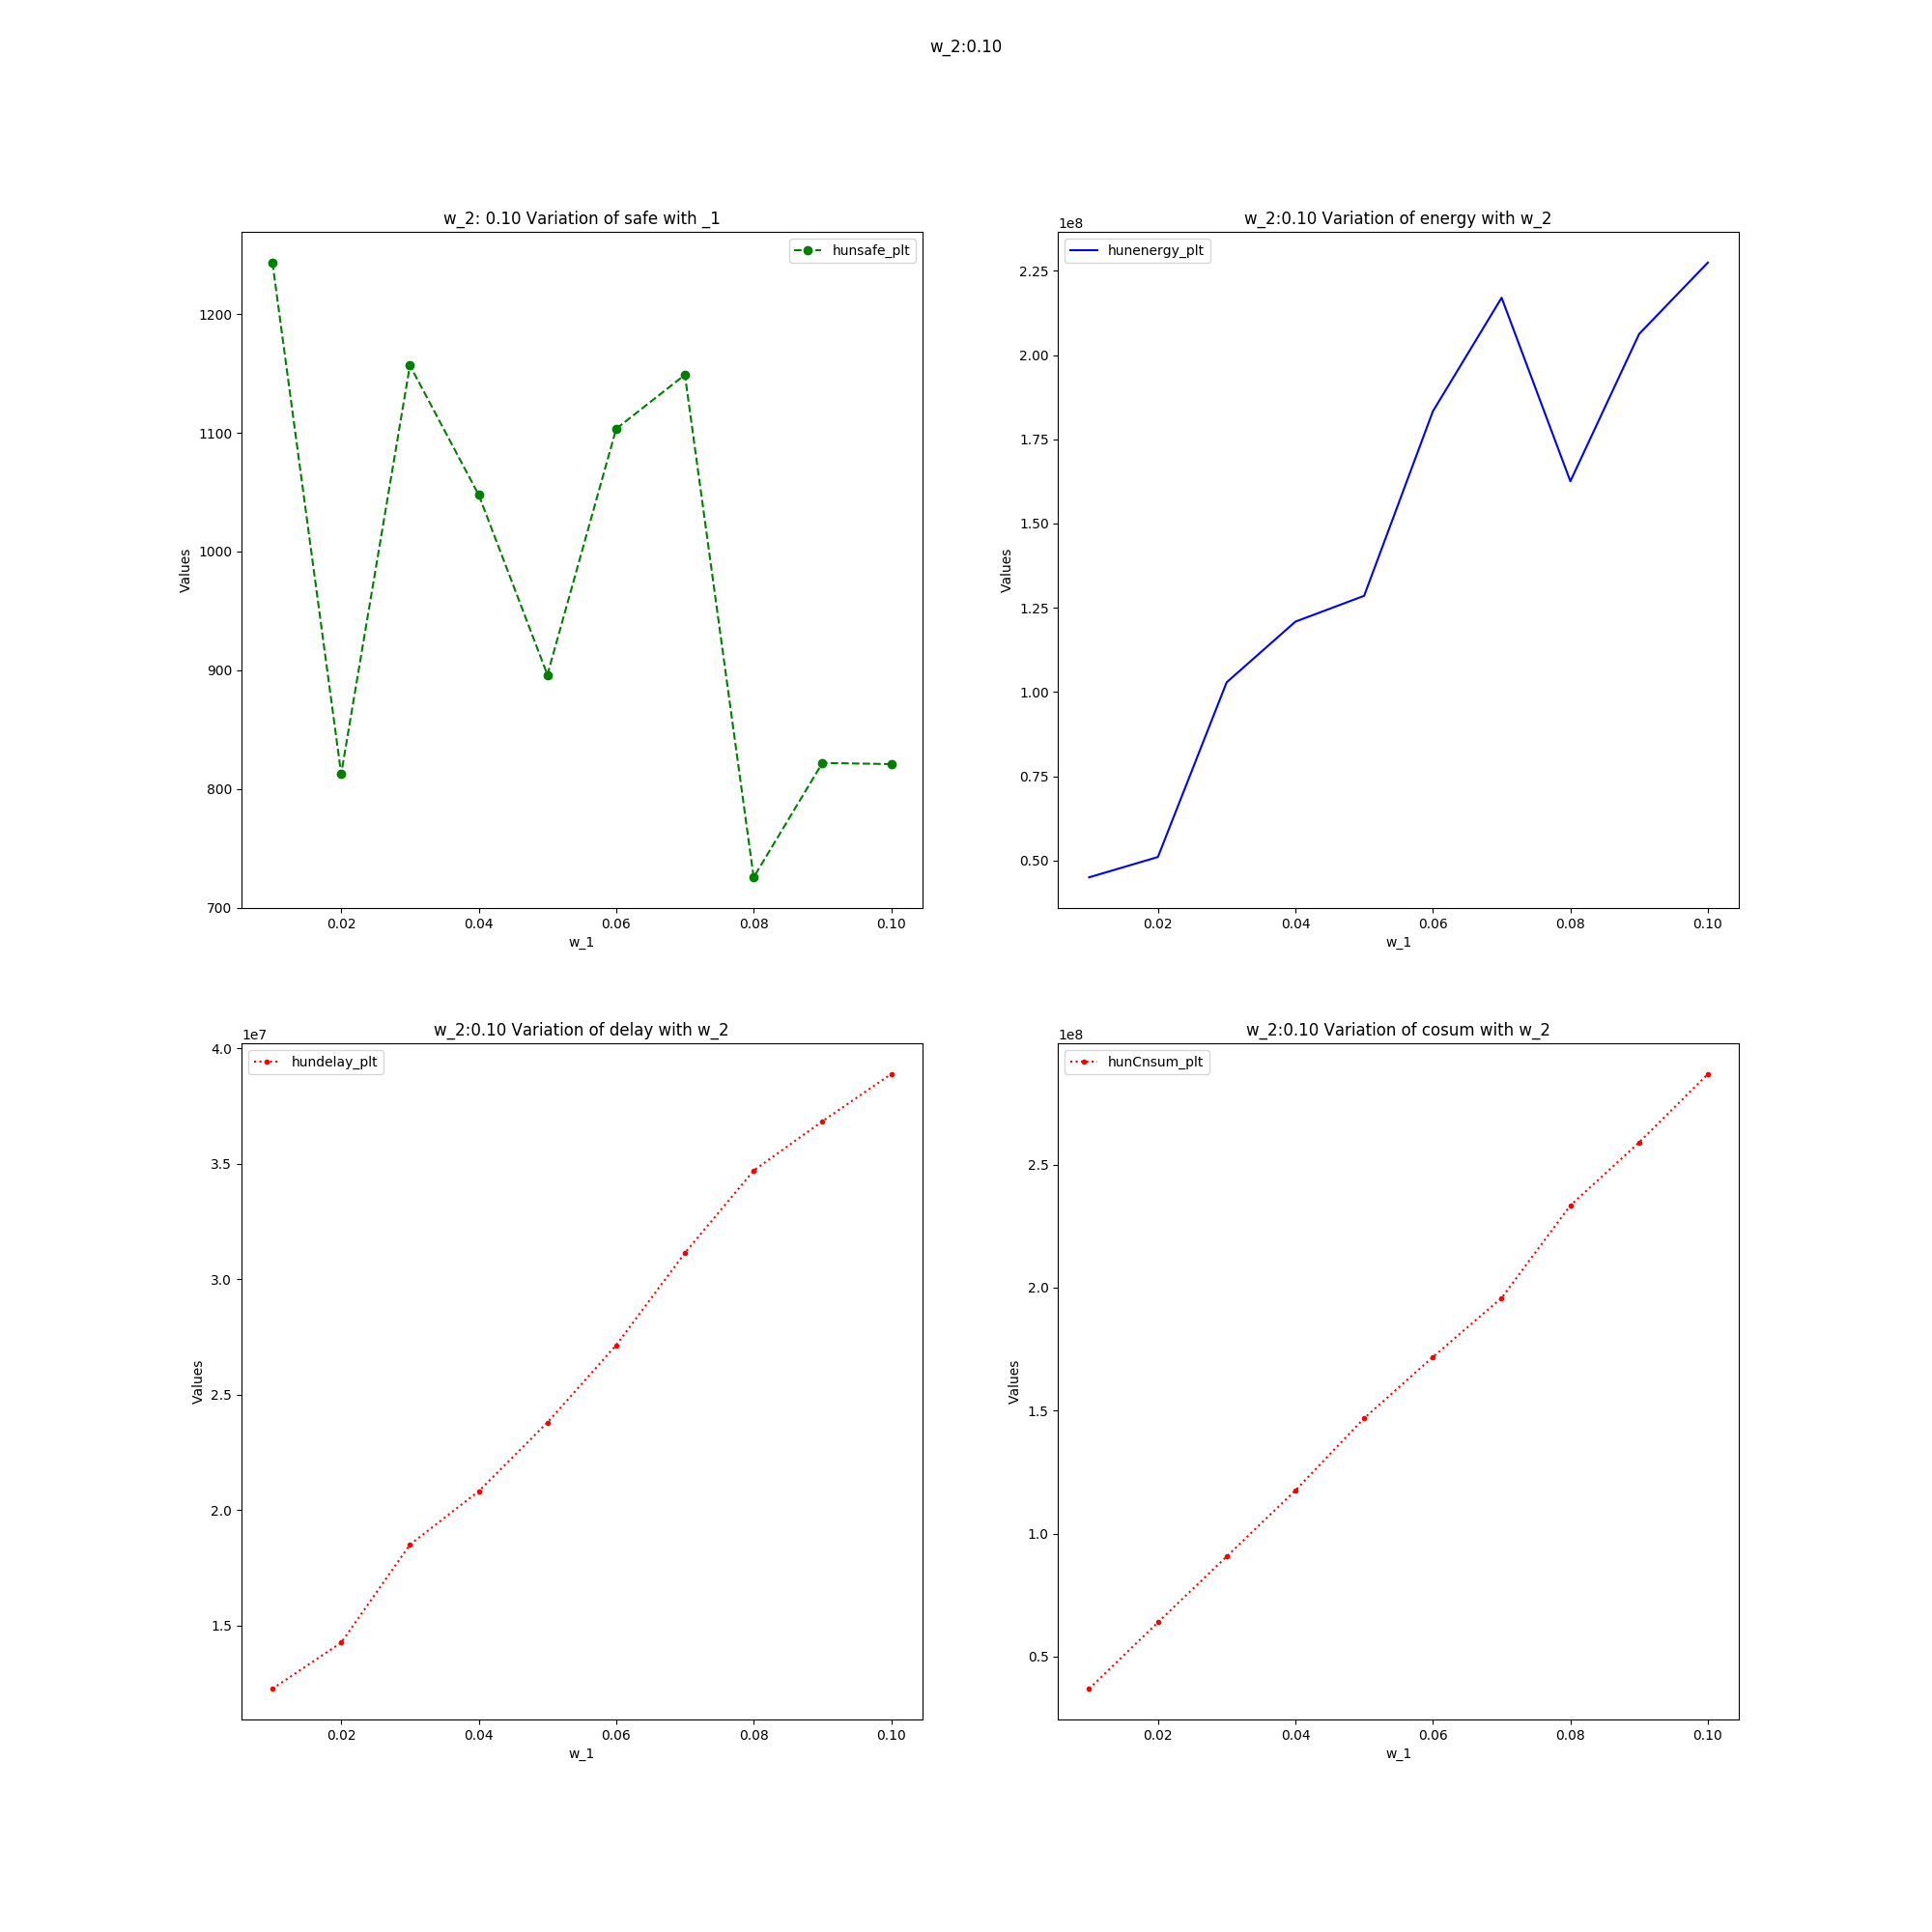 w_2:0.10
w_2: 0.10 Variation of safe with _1
hunsafe_plt
1200
1100
1000
900
800
700
Values
0.02 0.04 0.06 0.08 0.10
w_1
w_2:0.10 Variation of energy with w_2
1e8
hunenergy_plt
2.25
2.00
1.75
1.50
1.25
1.00
0.75
0.50
Values
0.02 0.04 0.06 0.08 0.10
w_1
w_2:0.10 Variation of delay with w_2
1e7
hundelay_plt
4.0
3.5
3.0
2.5
2.0
1.5
Values
0.02 0.04 0.06 0.08 0.10
w_1
w_2:0.10 Variation of cosum with w_2
1e8
hunCnsum_plt
2.5
2.0
1.5
1.0
0.5
Values
0.02 0.04 0.06 0.08 0.10
w_1